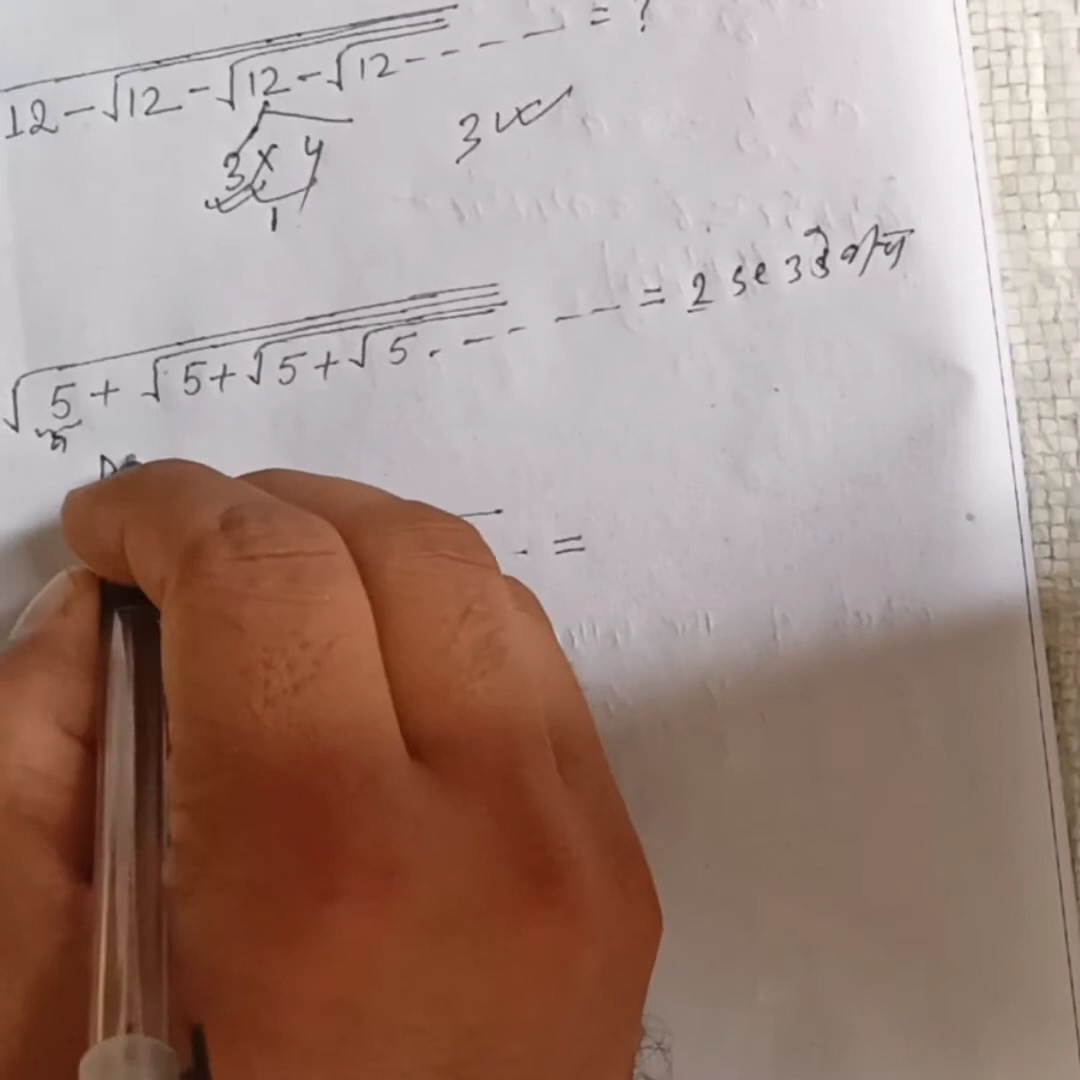 12-√12-√12-√12- - - - - = ?
3x4
1
3
√5+√5+√5+√5. - - - - - = 2 se 3
=